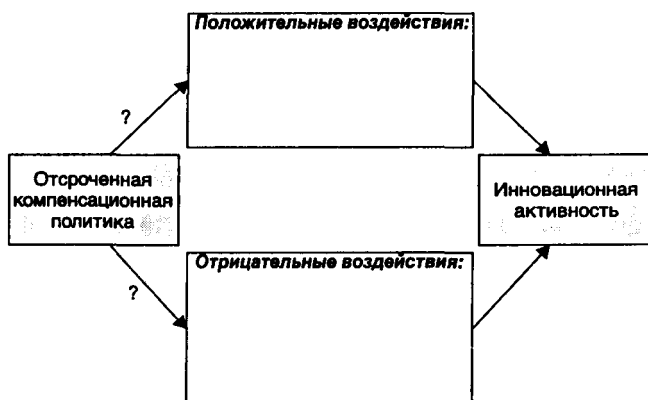 Положительные воздействия:
?
Отсроченная
компенсационная
политика
Инновационная
активность
?
Отрицательные воздействия: